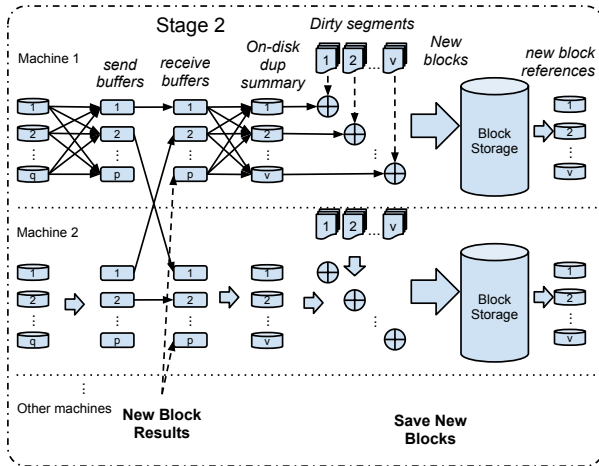 Stage 2
Dirty segments
Machine 1
send
buffers
receive
buffers
On-disk
dup
summary
New
blocks
new block
references
1 2 ... v
1 1 1 1 1
2 2 2 2 2
q p p v v
Block
Storage
Machine 2
1 2 ... v
1 1 1 1 1
2 2 2 2 2
q p p v v
Block
Storage
Other machines
New Block
Results
Save New
Blocks